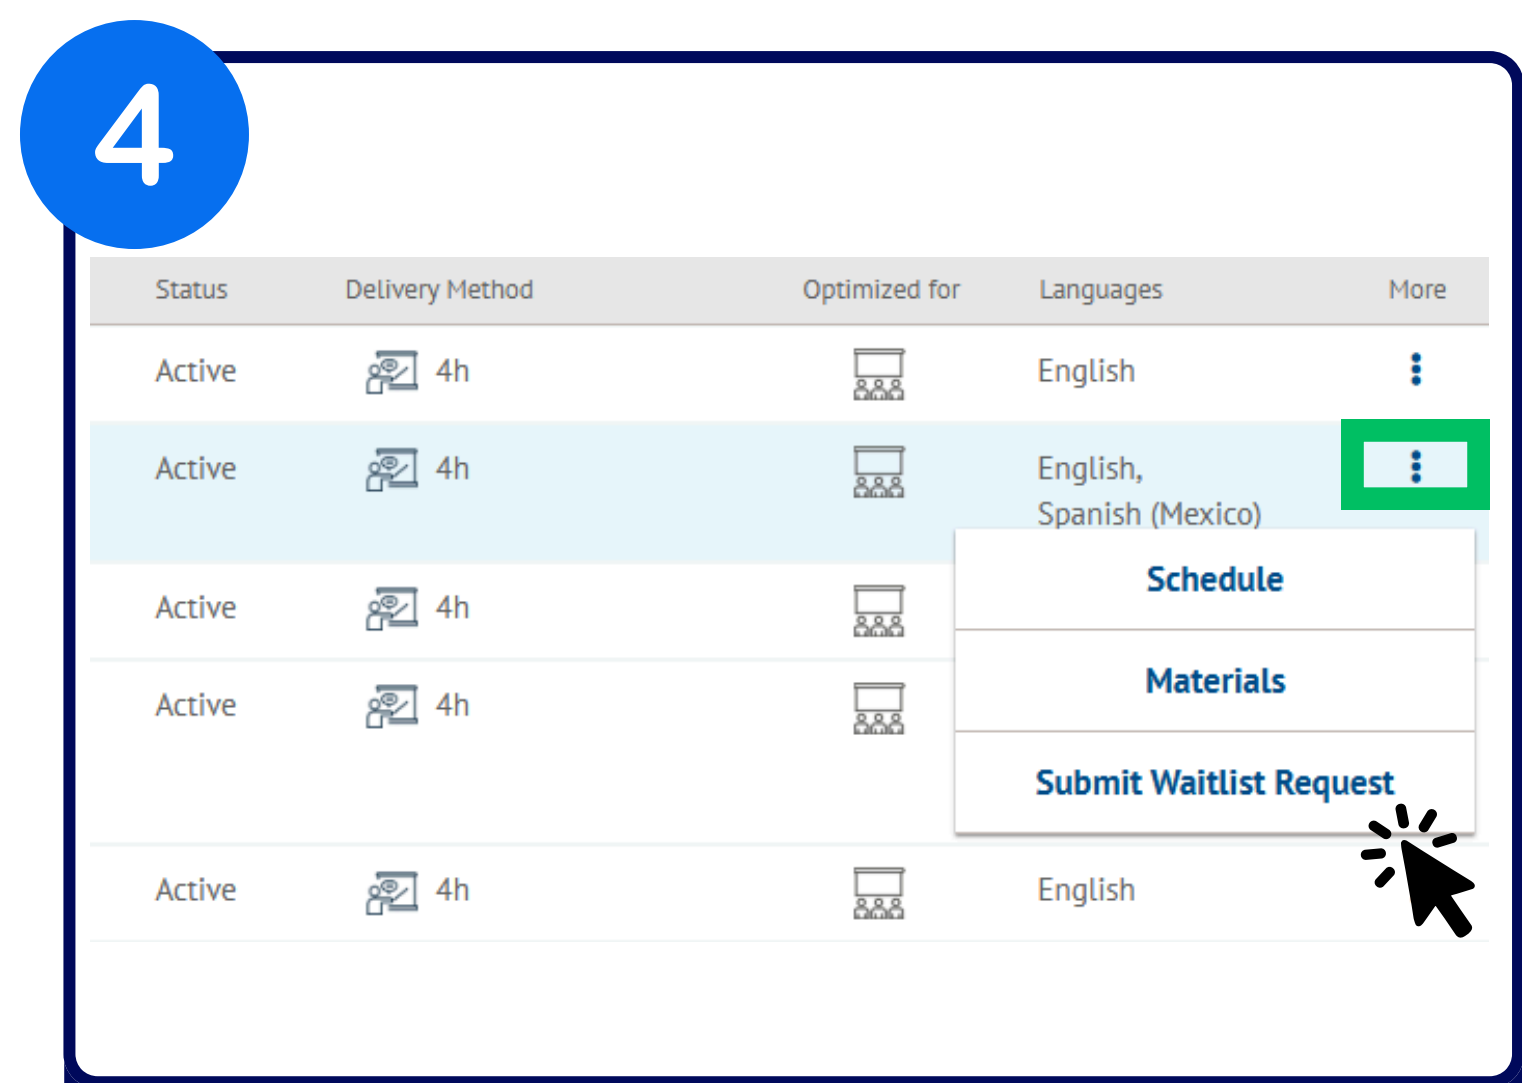 4
Status Delivery Method Optimized for Languages More
Active 4h English
Active 4h English,
Spanish (Mexico)
Schedule
Active 4h
Materials
Active 4h
Submit Waitlist Request
Active 4h English